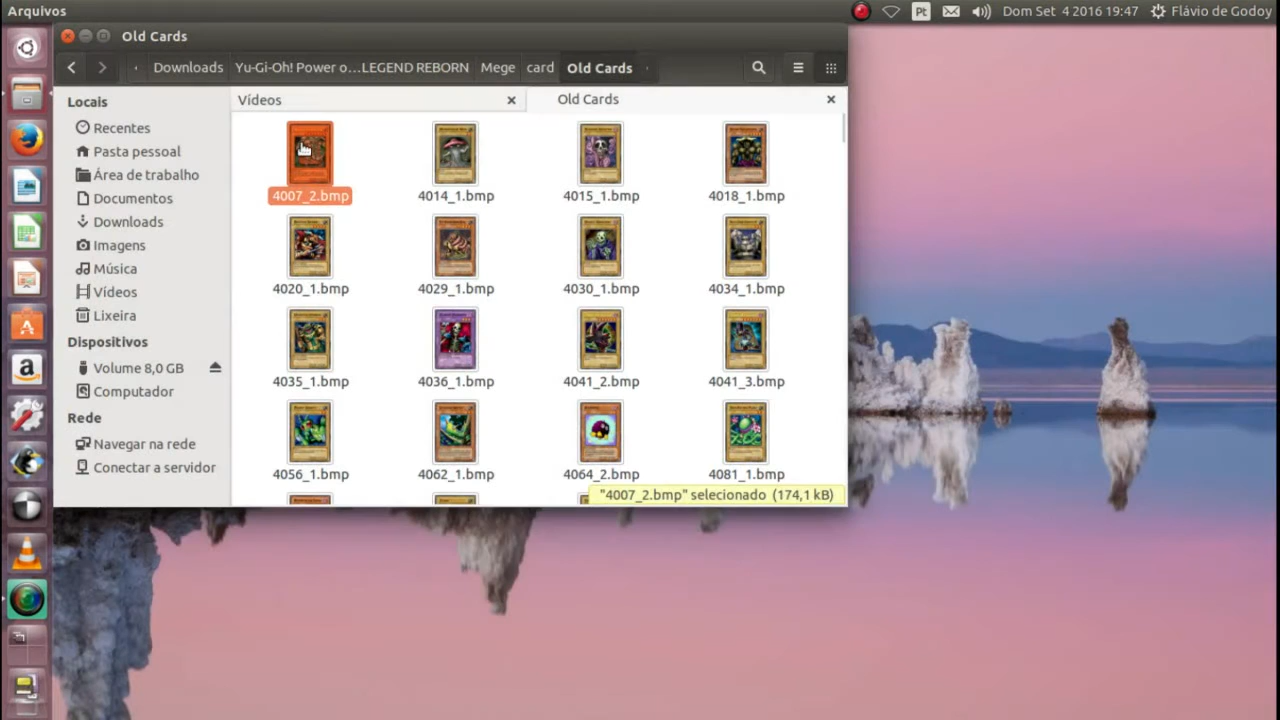 Arquivos
Pt
Dom Set 4 2016 19:47
Flávio de Godoy
Old Cards
Downloads
Yu-Gi-Oh! Power o...LEGEND REBORN
Mege
card
Old Cards
Locais
Recentes
Pasta pessoal
Área de trabalho
Documentos
Downloads
Imagens
Música
Vídeos
Lixeira
Dispositivos
Volume 8,0 GB
Computador
Rede
Navegar na rede
Conectar a servidor
Vídeos
Old Cards
4007_2.bmp
4014_1.bmp
4015_1.bmp
4018_1.bmp
4020_1.bmp
4029_1.bmp
4030_1.bmp
4034_1.bmp
4035_1.bmp
4036_1.bmp
4041_2.bmp
4041_3.bmp
4056_1.bmp
4062_1.bmp
4064_2.bmp
4081_1.bmp
"4007_2.bmp" selecionado (174,1 kB)